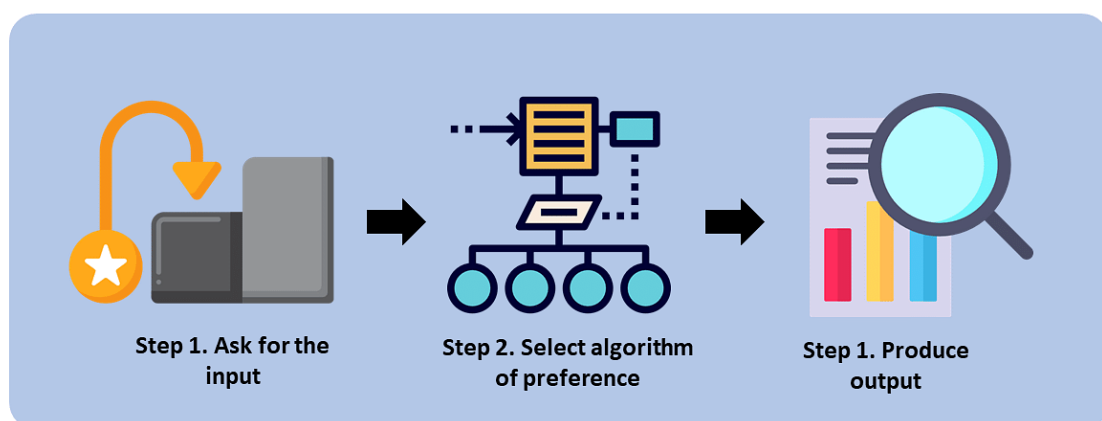 Step 1. Ask for the
input
Step 2. Select algorithm
of preference
Step 1. Produce
output